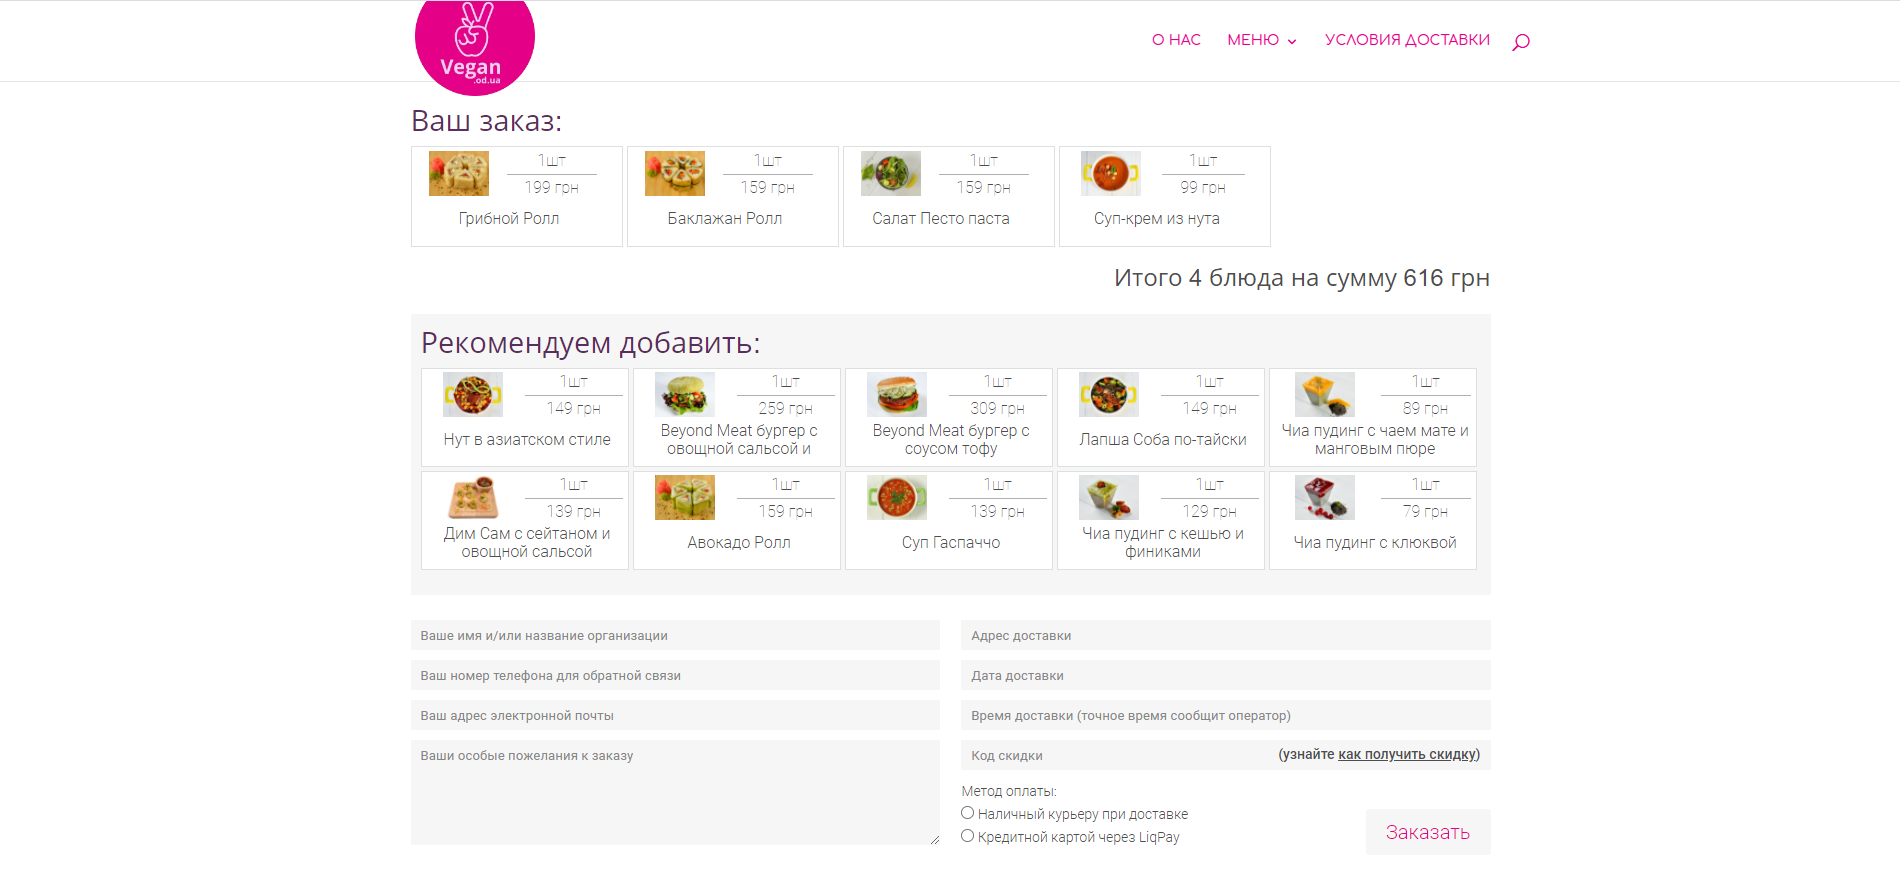 Vegan
.od.ua
О НАС МЕНЮ УСЛОВИЯ ДОСТАВКИ
Ваш заказ:
1шт
199 грн
Грибной Ролл
1шт
159 грн
Баклажан Ролл
1шт
159 грн
Салат Песто паста
1шт
99 грн
Суп-крем из нута
Итого 4 блюда на сумму 616 грн
Рекомендуем добавить:
1шт
149 грн
Нут в азиатском стиле
1шт
259 грн
Beyond Meat бургер с
овощной сальсой и
1шт
309 грн
Beyond Meat бургер с
соусом тофу
1шт
149 грн
Лапша Соба по-тайски
1шт
89 грн
Чиа пудинг с чаем мате и
манговым пюре
1шт
139 грн
Дим Сам с сейтаном и
овощной сальсой
1шт
159 грн
Авокадо Ролл
1шт
139 грн
Суп Гаспаччо
1шт
129 грн
Чиа пудинг с кешью и
финиками
1шт
79 грн
Чиа пудинг с клюквой
Ваше имя и/или название организации
Ваш номер телефона для обратной связи
Ваш адрес электронной почты
Ваши особые пожелания к заказу
Адрес доставки
Дата доставки
Время доставки (точное время сообщит оператор)
Код скидки (узнайте как получить скидку)
Метод оплаты:
Наличный курьеру при доставке
Кредитной картой через LiqPay
Заказать